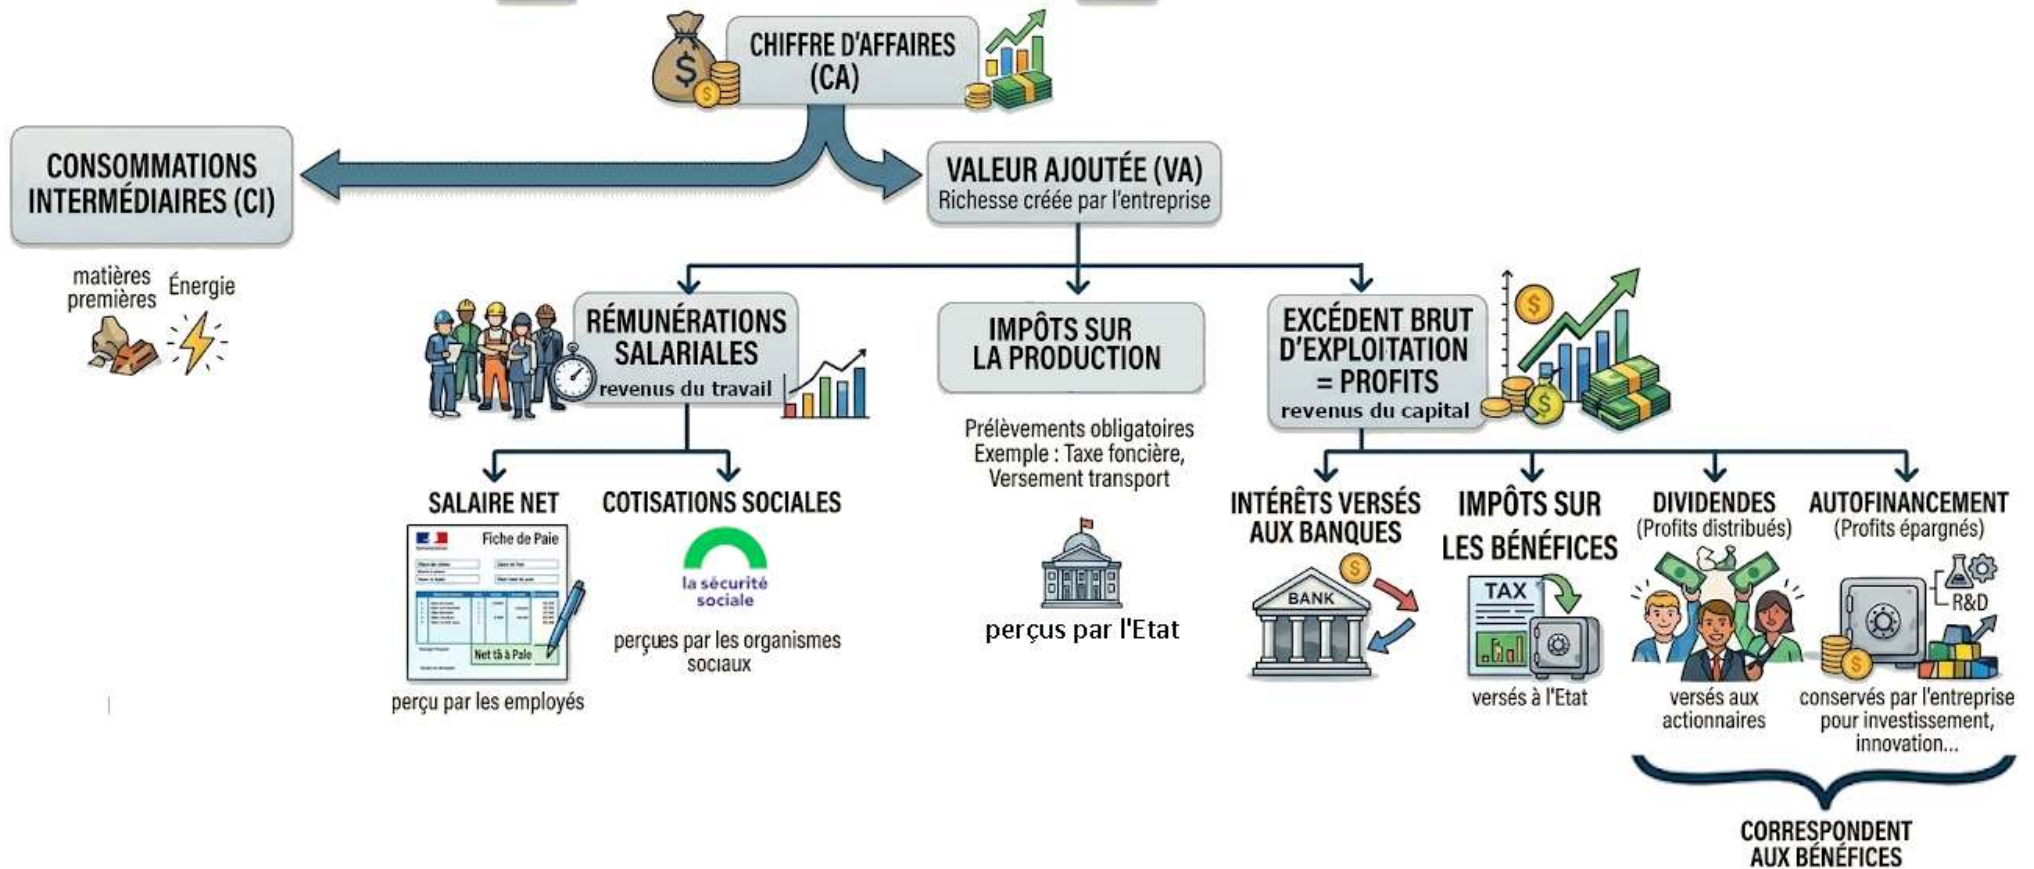 CHIFFRE D'AFFAIRES
(CA)
CONSOMMATIONS
INTERMÉDIAIRES (CI)
VALEUR AJOUTÉE (VA)
Richesse créée par l'entreprise
matières
premières
Énergie
RÉMUNÉRATIONS
SALARIALES
revenus du travail
IMPÔTS SUR
LA PRODUCTION
EXCÉDENT BRUT
D'EXPLOITATION
= PROFITS
revenus du capital
Prélèvements obligatoires
Exemple : Taxe foncière,
Versement transport
SALAIRE NET
COTISATIONS SOCIALES
INTÉRÊTS VERSÉS
AUX BANQUES
IMPÔTS SUR
LES BÉNÉFICES
DIVIDENDES
(Profits distribués)
AUTOFINANCEMENT
(Profits épargnés)
Fiche de Paie
Net tà à Paie
la sécurité
sociale
BANK
TAX
R&D
perçu par les employés
perçues par les organismes
sociaux
perçus par l'Etat
versés à l'Etat
versés aux
actionnaires
conservés par l'entreprise
pour investissement,
innovation...
CORRESPONDENT
AUX BÉNÉFICES